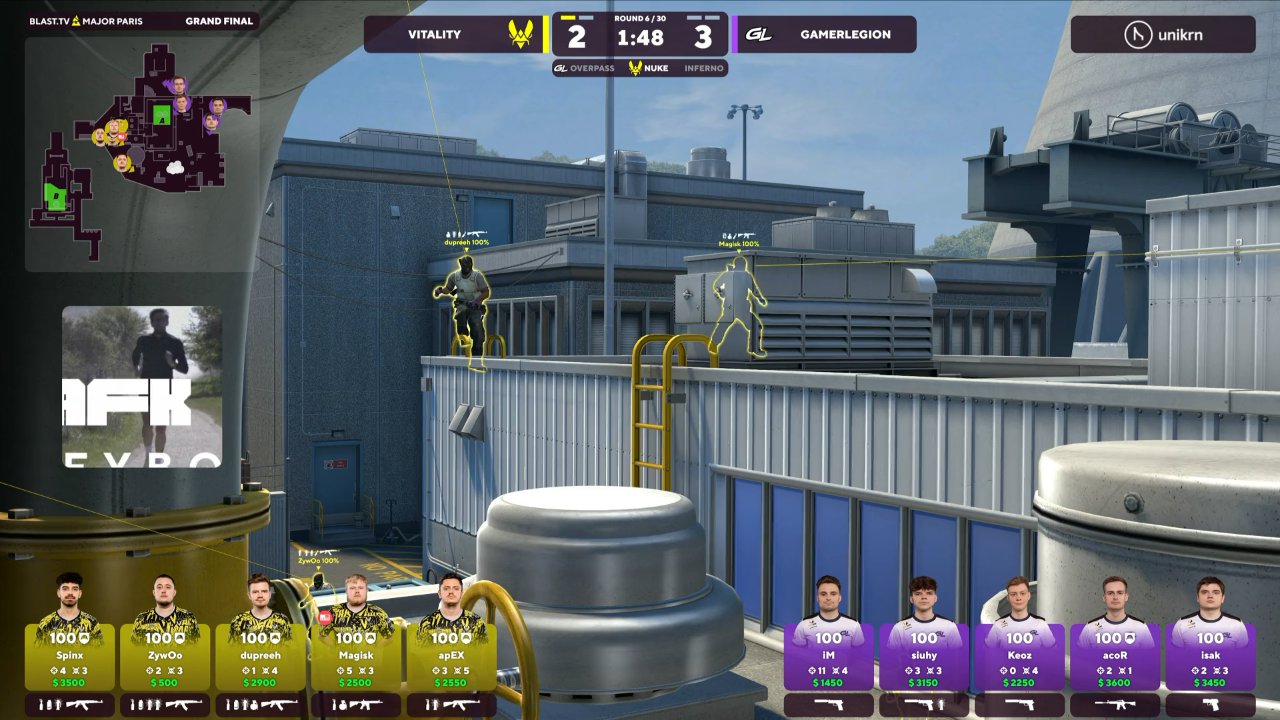 BLAST.TV MAJOR PARIS GRAND FINAL
VITALITY 2 ROUND 6 / 30 1:48 3 GL GAMERLEGION
unikrn
GL OVERPASS NUKE INFERNO
dupreeh 100%
Magisk 100%
AFK
ZywOo 100%
100 100 100 100 100 100 100 100 100 100
Spinx ZywOo dupreeh Magisk apEX iM siuhy Keoz acoR isak
4 3 2 3 1 4 5 3 3 5 11 4 3 3 0 4 2 1 2 3
$3500 $500 $2900 $2500 $2550 $1450 $3150 $2250 $3600 $3450